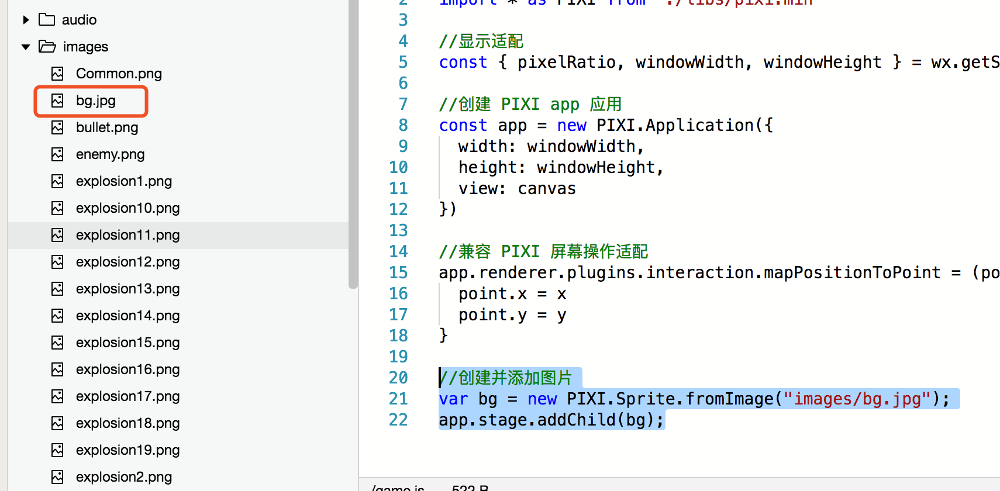 audio
images
Common.png
bg.jpg
bullet.png
enemy.png
explosion1.png
explosion10.png
explosion11.png
explosion12.png
explosion13.png
explosion14.png
explosion15.png
explosion16.png
explosion17.png
explosion18.png
explosion19.png
explosion2.png
2 import * as PIXI from './libs/pixi.min'
3
4 //显示适配
5 const { pixelRatio, windowWidth, windowHeight } = wx.getS
6
7 //创建 PIXI app 应用
8 const app = new PIXI.Application({
9 width: windowWidth,
10 height: windowHeight,
11 view: canvas
12 })
13
14 //兼容 PIXI 屏幕操作适配
15 app.renderer.plugins.interaction.mapPositionToPoint = (po
16 point.x = x
17 point.y = y
18 }
19
20 //创建并添加图片
21 var bg = new PIXI.Sprite.fromImage("images/bg.jpg");
22 app.stage.addChild(bg);
/game.js 522 B